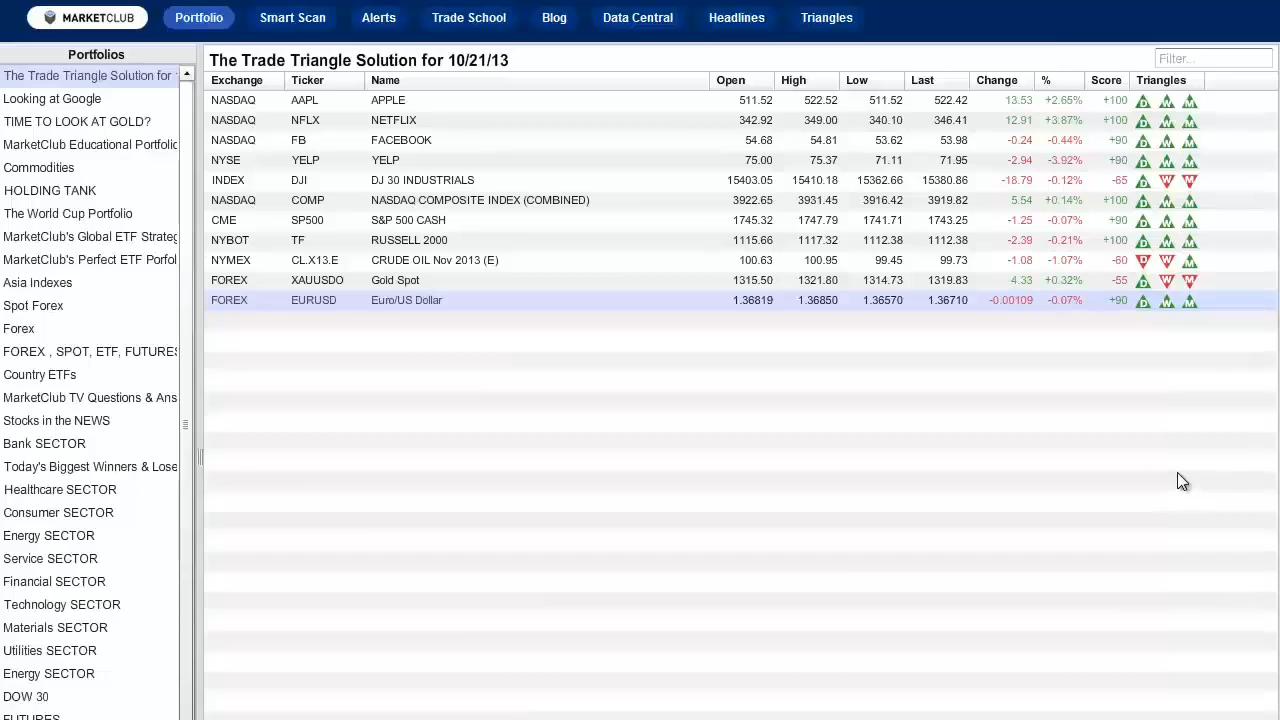 MARKETCLUB Portfolio Smart Scan Alerts Trade School Blog Data Central Headlines Triangles
Portfolios
The Trade Triangle Solution for
Looking at Google
TIME TO LOOK AT GOLD?
MarketClub Educational Portfolic
Commodities
HOLDING TANK
The World Cup Portfolio
MarketClub's Global ETF Strateg
MarketClub's Perfect ETF Porfol
Asia Indexes
Spot Forex
Forex
FOREX , SPOT, ETF, FUTURES
Country ETFs
MarketClub TV Questions & Ans
Stocks in the NEWS
Bank SECTOR
Today's Biggest Winners & Lose
Healthcare SECTOR
Consumer SECTOR
Energy SECTOR
Service SECTOR
Financial SECTOR
Technology SECTOR
Materials SECTOR
Utilities SECTOR
Energy SECTOR
DOW 30
FUTURES
The Trade Triangle Solution for 10/21/13 Filter...
Exchange Ticker Name Open High Low Last Change % Score Triangles
NASDAQ AAPL APPLE 511.52 522.52 511.52 522.42 13.53 +2.65% +100 D W M
NASDAQ NFLX NETFLIX 342.92 349.00 340.10 346.41 12.91 +3.87% +100 D W M
NASDAQ FB FACEBOOK 54.68 54.81 53.62 53.98 -0.24 -0.44% +90 D W M
NYSE YELP YELP 75.00 75.37 71.11 71.95 -2.94 -3.92% +90 D W M
INDEX DJI DJ 30 INDUSTRIALS 15403.05 15410.18 15362.66 15380.86 -18.79 -0.12% -65 D W M
NASDAQ COMP NASDAQ COMPOSITE INDEX (COMBINED) 3922.65 3931.45 3916.42 3919.82 5.54 +0.14% +100 D W M
CME SP500 S&P 500 CASH 1745.32 1747.79 1741.71 1743.25 -1.25 -0.07% +90 D W M
NYBOT TF RUSSELL 2000 1115.66 1117.32 1112.38 1112.38 -2.39 -0.21% +100 D W M
NYMEX CL.X13.E CRUDE OIL Nov 2013 (E) 100.63 100.95 99.45 99.73 -1.08 -1.07% -60 D W M
FOREX XAUUSDO Gold Spot 1315.50 1321.80 1314.73 1319.83 4.33 +0.32% -55 D W M
FOREX EURUSD Euro/US Dollar 1.36819 1.36850 1.36570 1.36710 -0.00109 -0.07% +90 D W M